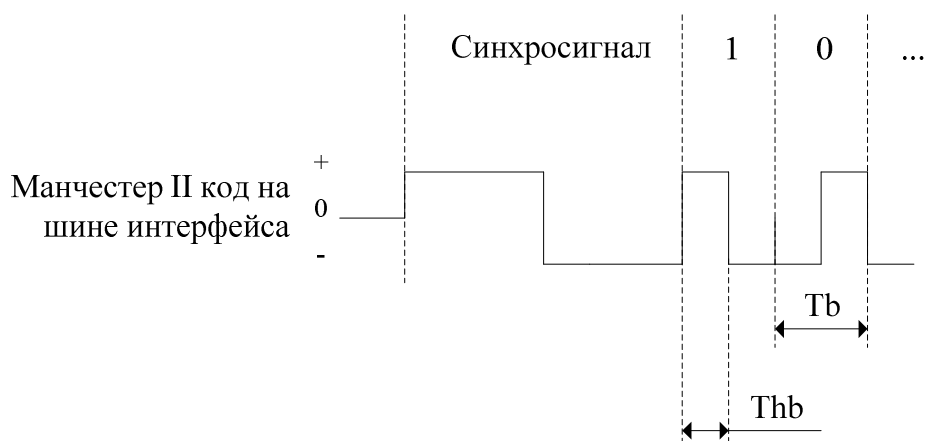 Синхросигнал 1 0 ...
+
Манчестер II код на
0
шине интерфейса
-
Tb
Thb